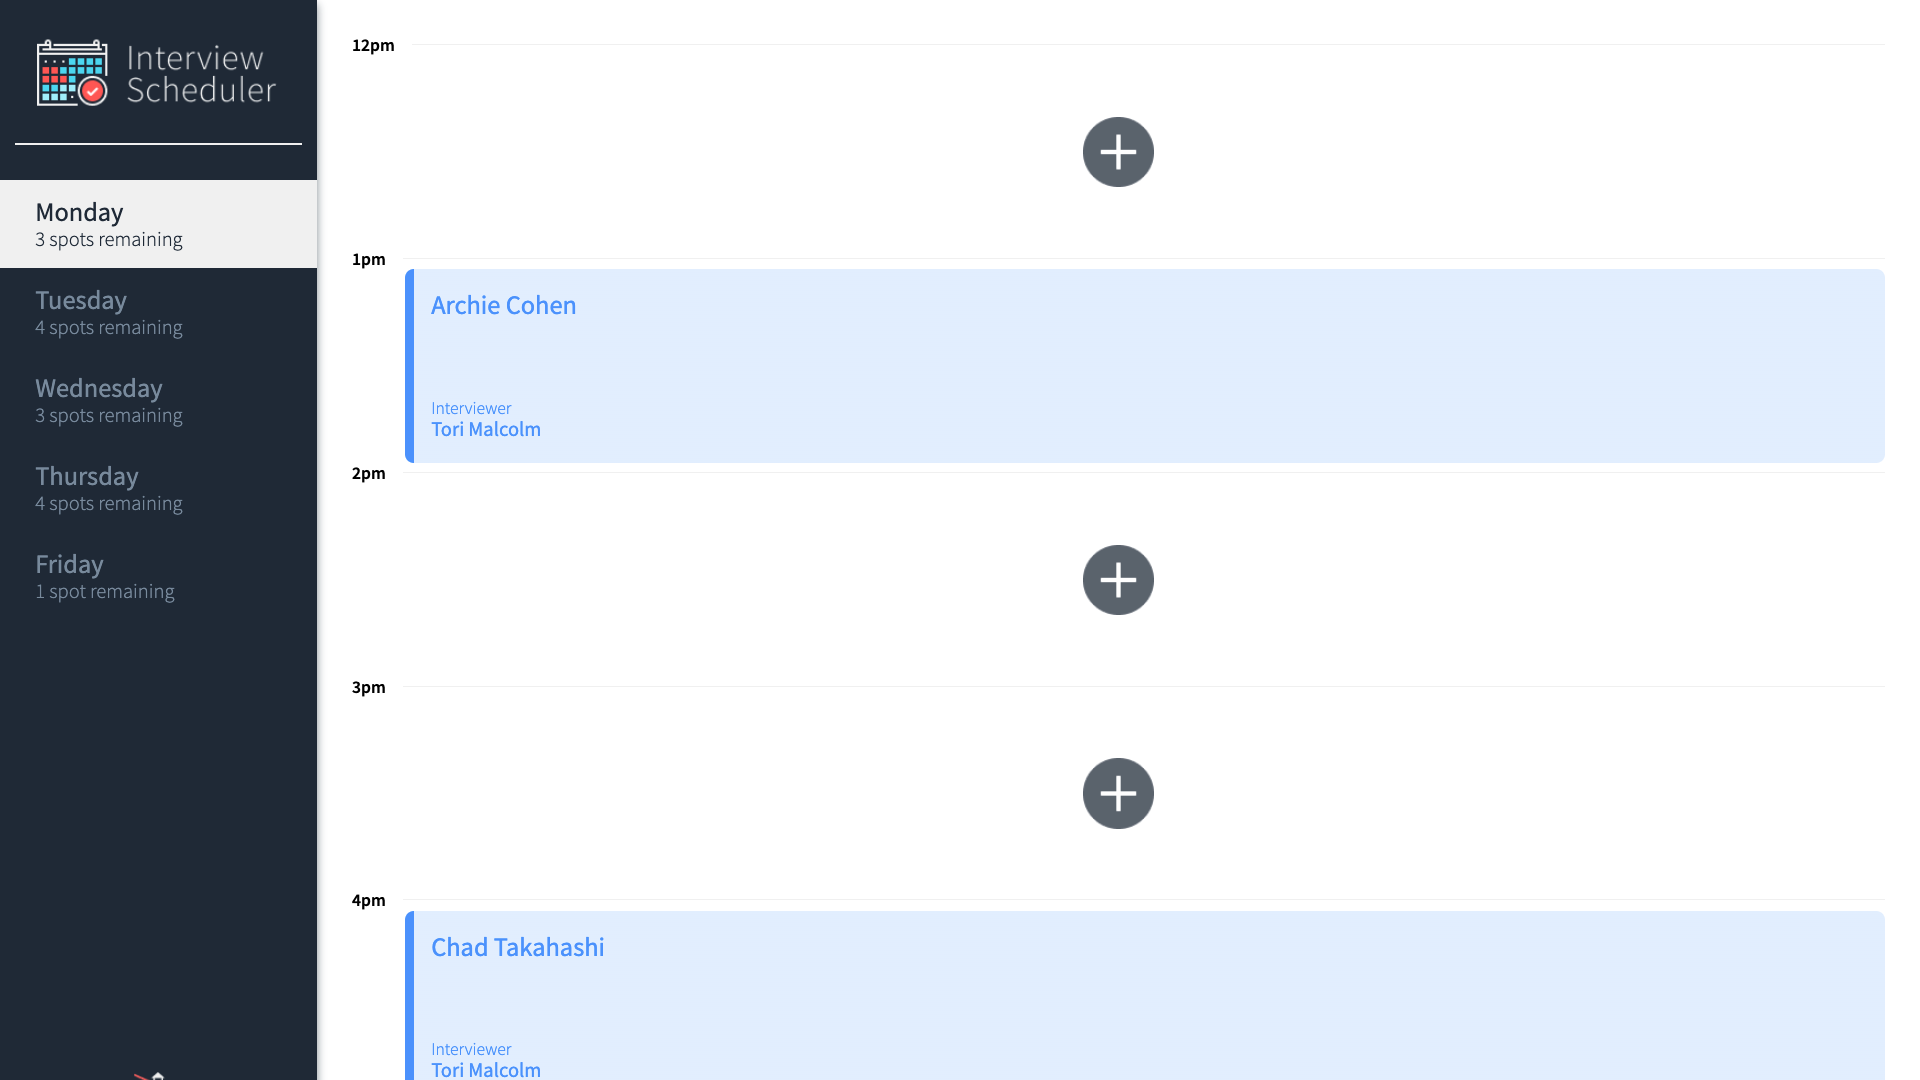 Interview
Scheduler
Monday
3 spots remaining
Tuesday
4 spots remaining
Wednesday
3 spots remaining
Thursday
4 spots remaining
Friday
1 spot remaining
12pm
1pm
Archie Cohen
Interviewer
Tori Malcolm
2pm
3pm
4pm
Chad Takahashi
Interviewer
Tori Malcolm